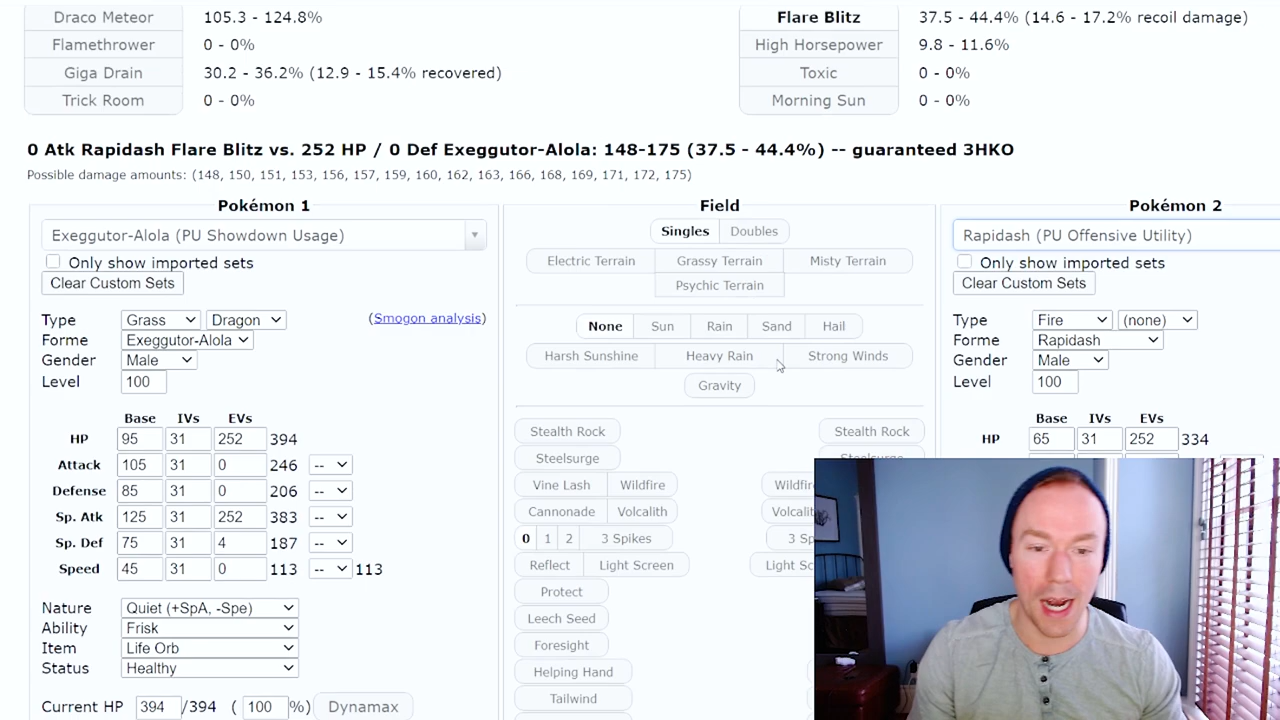 Draco Meteor 105.3 - 124.8%
Flamethrower 0 - 0%
Giga Drain 30.2 - 36.2% (12.9 - 15.4% recovered)
Trick Room 0 - 0%
Flare Blitz 37.5 - 44.4% (14.6 - 17.2% recoil damage)
High Horsepower 9.8 - 11.6%
Toxic 0 - 0%
Morning Sun 0 - 0%
0 Atk Rapidash Flare Blitz vs. 252 HP / 0 Def Exeggutor-Alola: 148-175 (37.5 - 44.4%) -- guaranteed 3HKO
Possible damage amounts: (148, 150, 151, 153, 156, 157, 159, 160, 162, 163, 166, 168, 169, 171, 172, 175)
Pokémon 1
Exeggutor-Alola (PU Showdown Usage)
Only show imported sets
Clear Custom Sets
Type Grass Dragon (Smogon analysis)
Forme Exeggutor-Alola
Gender Male
Level 100
Base IVs EVs
HP 95 31 252 394
Attack 105 31 0 246 --
Defense 85 31 0 206 --
Sp. Atk 125 31 252 383 --
Sp. Def 75 31 4 187 --
Speed 45 31 0 113 -- 113
Nature Quiet (+SpA, -Spe)
Ability Frisk
Item Life Orb
Status Healthy
Current HP 394 /394 ( 100 %) Dynamax
Field
Singles Doubles
Electric Terrain Grassy Terrain Misty Terrain
Psychic Terrain
None Sun Rain Sand Hail
Harsh Sunshine Heavy Rain Strong Winds
Gravity
Stealth Rock Stealth Rock
Steelsurge Steelsurge
Vine Lash Wildfire Wildfire
Cannonade Volcalith
0 1 2 3 Spikes
Reflect Light Screen
Protect
Leech Seed
Foresight
Helping Hand
Tailwind
Pokémon 2
Rapidash (PU Offensive Utility)
Only show imported sets
Clear Custom Sets
Type Fire (none)
Forme Rapidash
Gender Male
Level 100
Base IVs EVs
HP 65 31 252 334